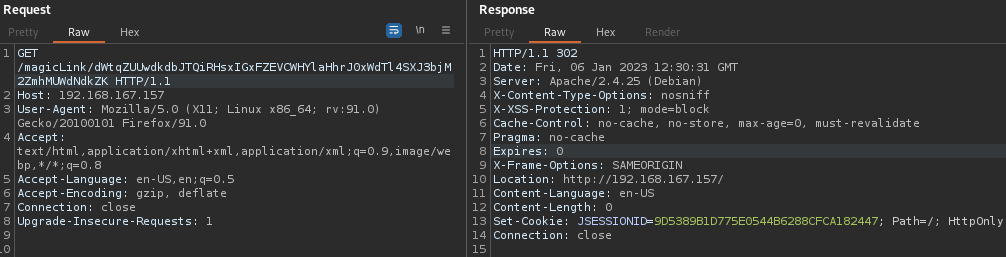 Request
Pretty Raw Hex
\n
1 GET
/magicLink/dWtqZUUwdkdbJTQiRHsxIGxFZEVCWHYlaHhrJ0xWdTl4SXJ3bjM
2ZmhMUWdNdkZK HTTP/1.1
2 Host: 192.168.167.157
3 User-Agent: Mozilla/5.0 (X11; Linux x86_64; rv:91.0)
Gecko/20100101 Firefox/91.0
4 Accept:
text/html,application/xhtml+xml,application/xml;q=0.9,image/we
bp,*/*;q=0.8
5 Accept-Language: en-US,en;q=0.5
6 Accept-Encoding: gzip, deflate
7 Connection: close
8 Upgrade-Insecure-Requests: 1
9
10
Response
Pretty Raw Hex Render
1 HTTP/1.1 302
2 Date: Fri, 06 Jan 2023 12:30:31 GMT
3 Server: Apache/2.4.25 (Debian)
4 X-Content-Type-Options: nosniff
5 X-XSS-Protection: 1; mode=block
6 Cache-Control: no-cache, no-store, max-age=0, must-revalidate
7 Pragma: no-cache
8 Expires: 0
9 X-Frame-Options: SAMEORIGIN
10 Location: http://192.168.167.157/
11 Content-Language: en-US
12 Content-Length: 0
13 Set-Cookie: JSESSIONID=9D5389B1D775E0544B6288CFCA182447; Path=/; HttpOnly
14 Connection: close
15